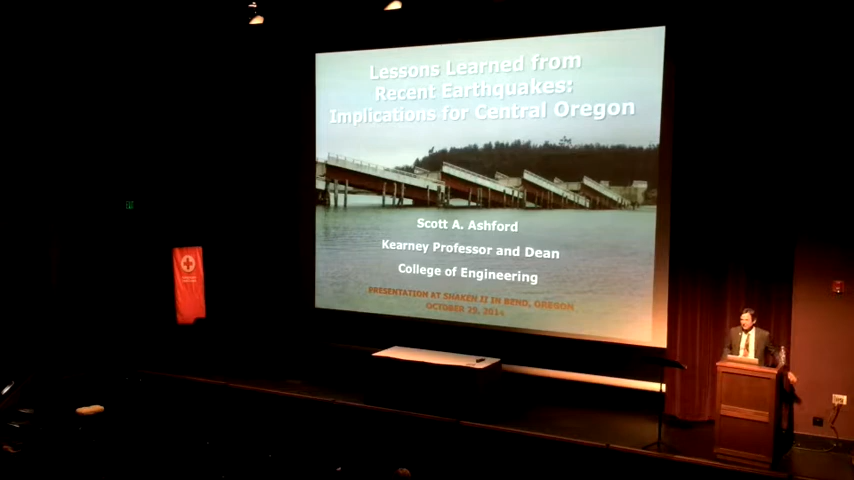 Lessons Learned from
Recent Earthquakes:
Implications for Central Oregon
Scott A. Ashford
Kearney Professor and Dean
College of Engineering
PRESENTATION AT SHAKEN II IN BEND, OREGON
OCTOBER 29, 2014